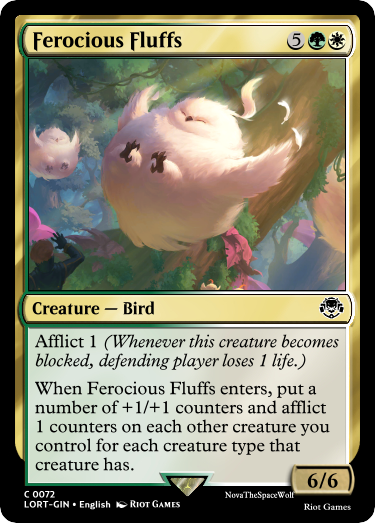 Ferocious Fluffs 5
Creature — Bird
Afflict 1 (Whenever this creature becomes
blocked, defending player loses 1 life.)
When Ferocious Fluffs enters, put a
number of +1/+1 counters and afflict
1 counters on each other creature you
control for each creature type that
creature has.
6/6
C 0072
LORT-GIN • English Riot Games
NovaTheSpaceWolf
Riot Games